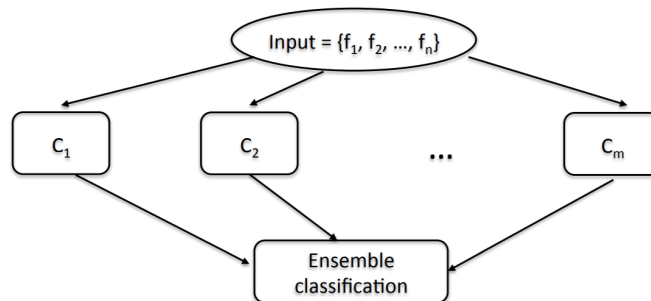 Input = {f₁, f₂, ..., fₙ}
C₁
C₂
...
Cₘ
Ensemble
classification